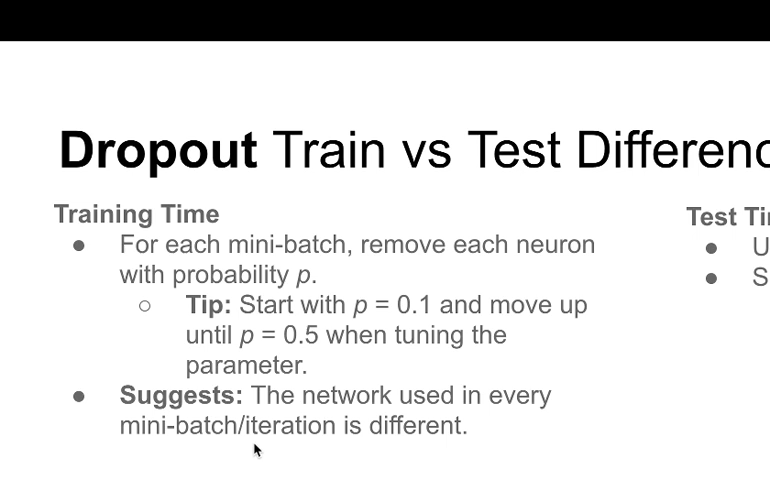 Dropout Train vs Test Differenc
Training Time
● For each mini-batch, remove each neuron
with probability p.
○ Tip: Start with p = 0.1 and move up
until p = 0.5 when tuning the
parameter.
● Suggests: The network used in every
mini-batch/iteration is different.
Test Ti
● U
● S